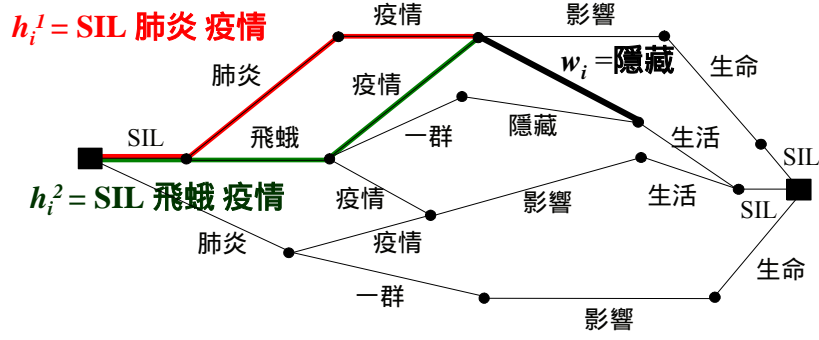 疫情
影響
h_i^1 = SIL 肺炎 疫情
肺炎
疫情
w_i =隱藏
生命
SIL
飛蛾
一群
隱藏
生活
SIL
h_i^2 = SIL 飛蛾 疫情
疫情
影響
生活
SIL
肺炎
疫情
生命
一群
影響